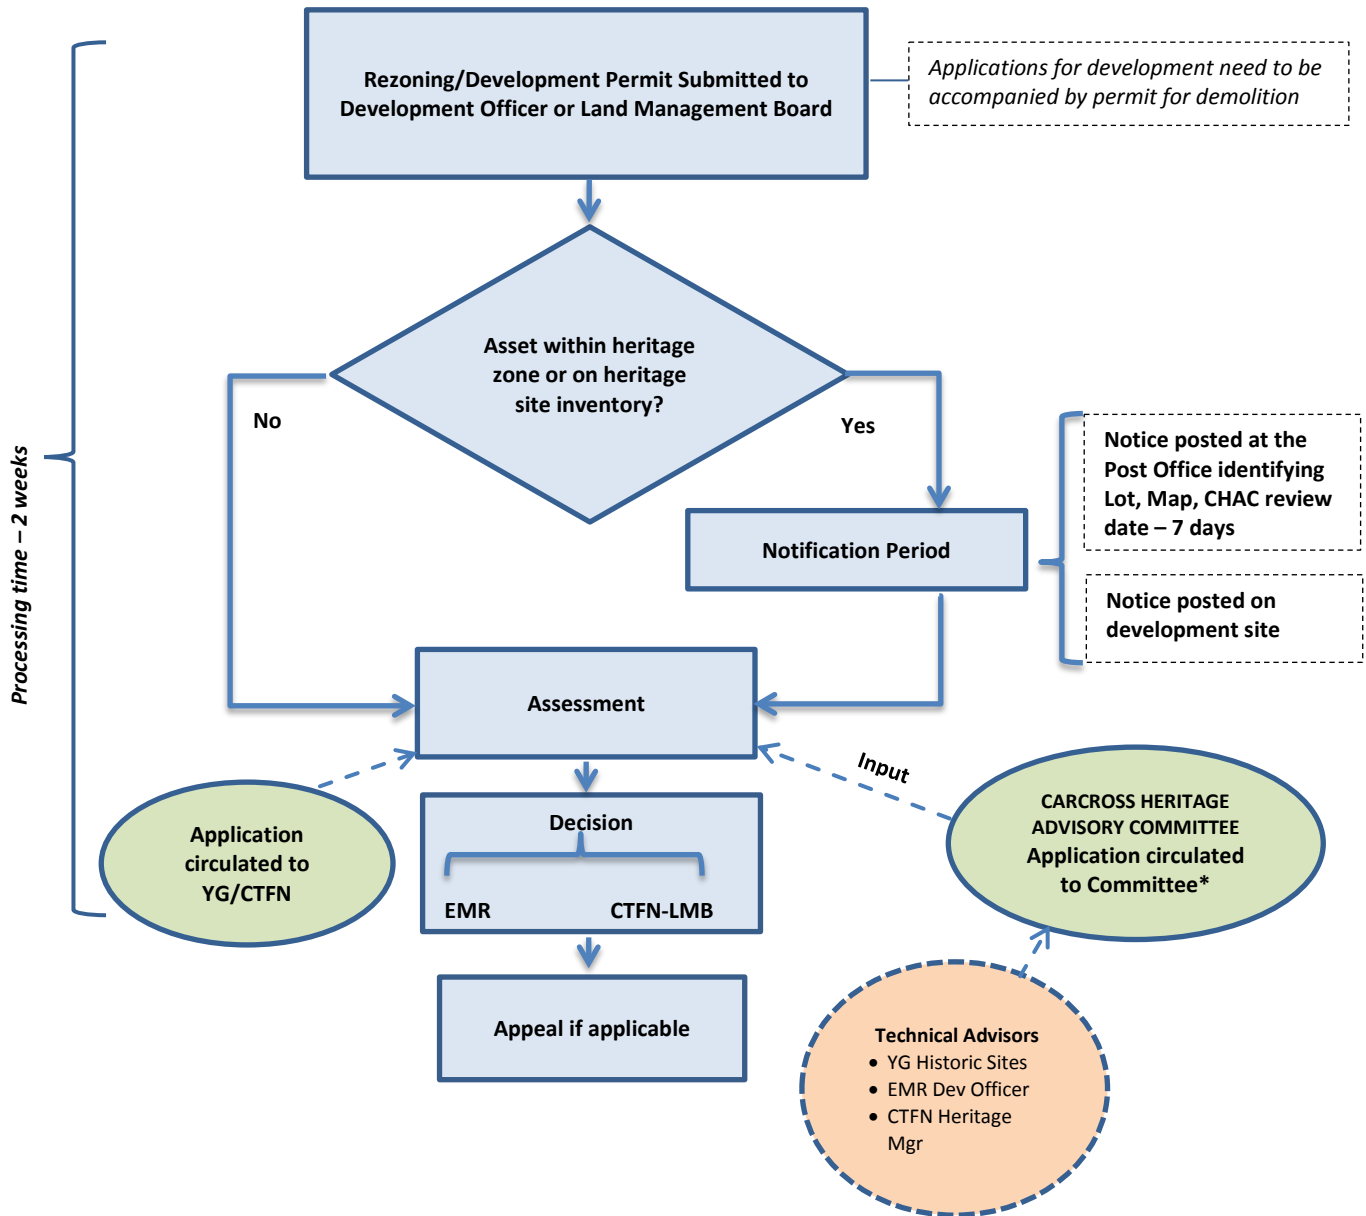 Rezoning/Development Permit Submitted to
Development Officer or Land Management Board
Applications for development need to be
accompanied by permit for demolition
Processing time – 2 weeks
Asset within heritage
zone or on heritage
site inventory?
No
Yes
Notice posted at the
Post Office identifying
Lot, Map, CHAC review
date – 7 days
Notification Period
Notice posted on
development site
Assessment
Input
Application
circulated to
YG/CTFN
Decision
EMR
CTFN-LMB
CARCROSS HERITAGE
ADVISORY COMMITTEE
Application circulated
to Committee*
Appeal if applicable
Technical Advisors
• YG Historic Sites
• EMR Dev Officer
• CTFN Heritage
Mgr